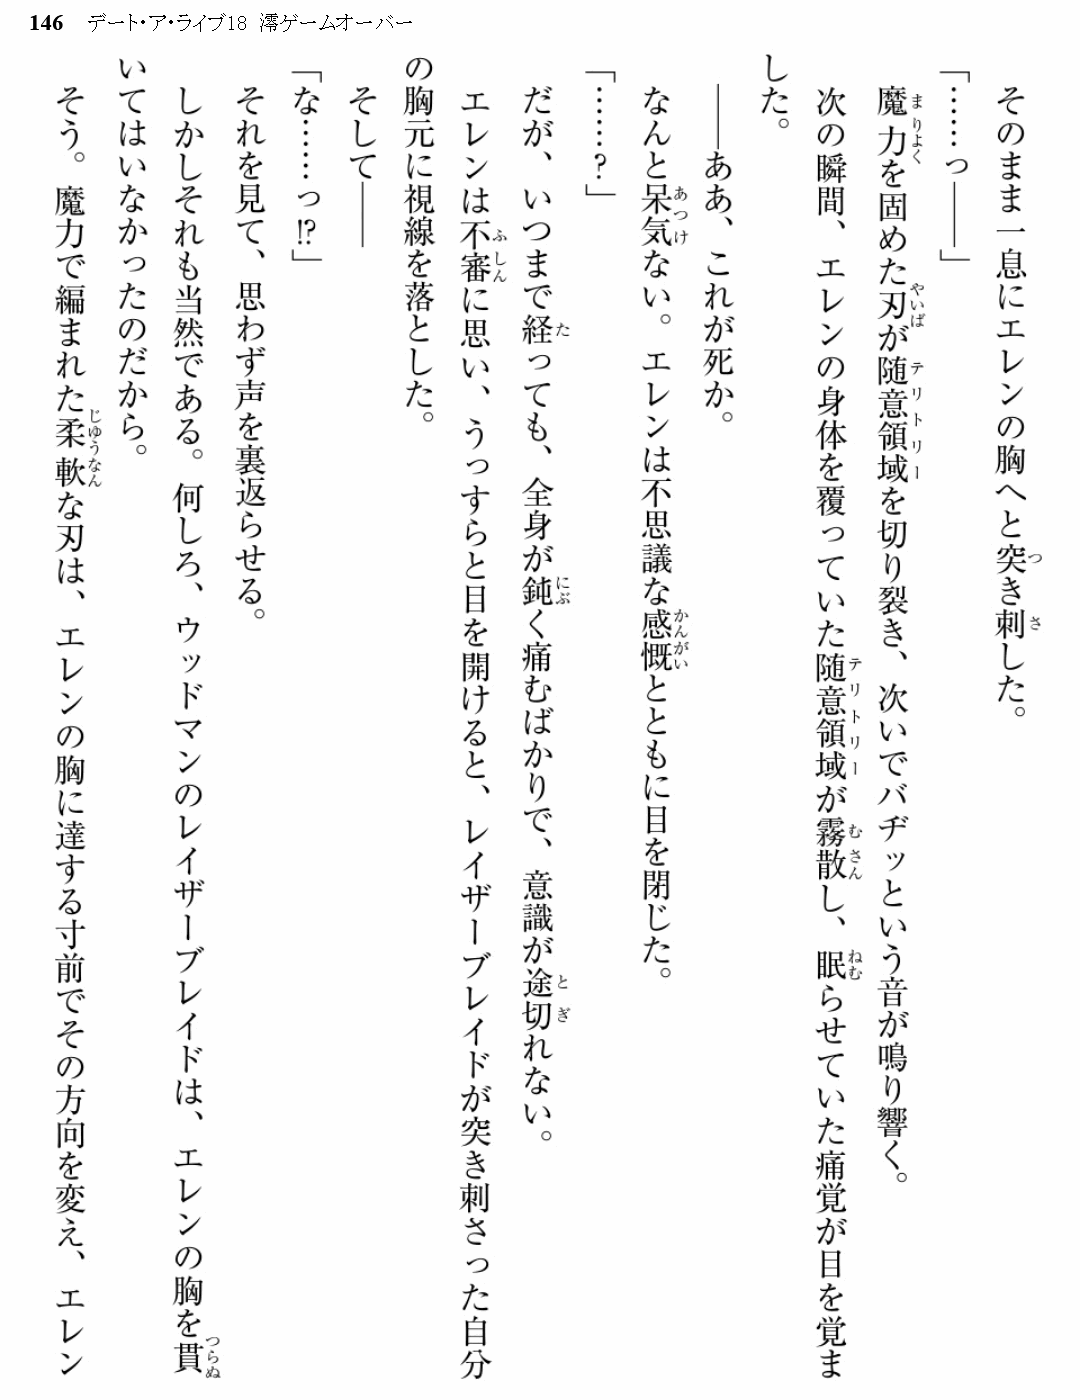 146 デート・ア・ライブ18 澪ゲームオーバー
そのまま一息にエレンの胸へと突き刺した。
「……っ――」
魔力を固めた刃が随意領域を切り裂き、次いでバヂッという音が鳴り響く。
次の瞬間、エレンの身体を覆っていた随意領域が霧散し、眠らせていた痛覚が目を覚ま
した。
――ああ、これが死か。
なんと呆気ない。エレンは不思議な感慨とともに目を閉じた。
「……?」
だが、いつまで経っても、全身が鈍く痛むばかりで、意識が途切れない。
エレンは不審に思い、うっすらと目を開けると、レイザーブレイドが突き刺さった自分
の胸元に視線を落とした。
そして――
「な……っ!?」
それを見て、思わず声を裏返らせる。
しかしそれも当然である。何しろ、ウッドマンのレイザーブレイドは、エレンの胸を貫
いてはいなかったのだから。
そう。魔力で編まれた柔軟な刃は、エレンの胸に達する寸前でその方向を変え、エレン